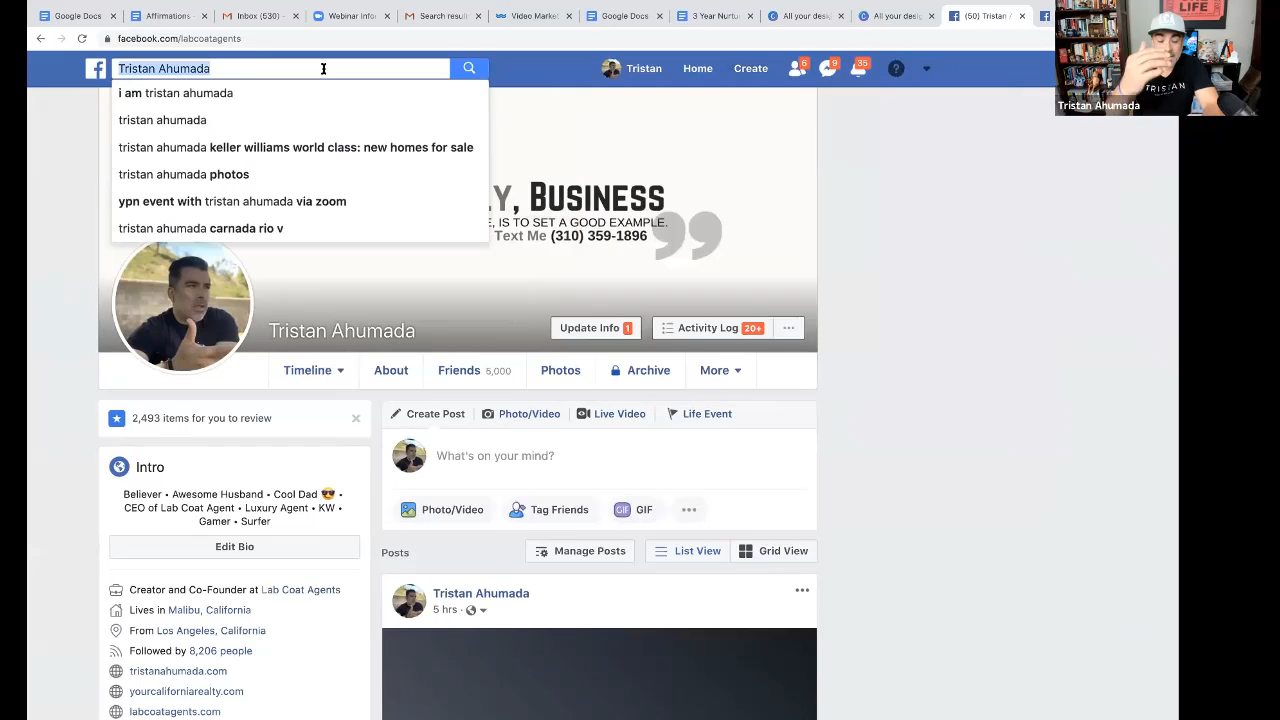 Google Docs
Affirmations -
Inbox (530) -
Webinar Info
Search result
Video Market
Google Docs
3 Year Nurtu
All your desig
All your desig
(50) Tristan
facebook.com/labcoatagents
LIFE
TRISTAN
Tristan Ahumada
Tristan Ahumada
Tristan
Home
Create
6
9
35
?
i am tristan ahumada
tristan ahumada
tristan ahumada keller williams world class: new homes for sale
tristan ahumada photos
ypn event with tristan ahumada via zoom
tristan ahumada carnada rio v
Y, BUSINESS
E, IS TO SET A GOOD EXAMPLE.
Text Me (310) 359-1896
Tristan Ahumada
Update Info 1
Activity Log 20+
Timeline
About
Friends 5,000
Photos
Archive
More
2,493 items for you to review
Intro
Believer • Awesome Husband • Cool Dad 😎 •
CEO of Lab Coat Agent • Luxury Agent • KW •
Gamer • Surfer
Edit Bio
Creator and Co-Founder at Lab Coat Agents
Lives in Malibu, California
From Los Angeles, California
Followed by 8,206 people
tristanahumada.com
yourcaliforniarealty.com
labcoatagents.com
Create Post
Photo/Video
Live Video
Life Event
What's on your mind?
Photo/Video
Tag Friends
GIF GIF
Posts
Manage Posts
List View
Grid View
Tristan Ahumada
5 hrs ·